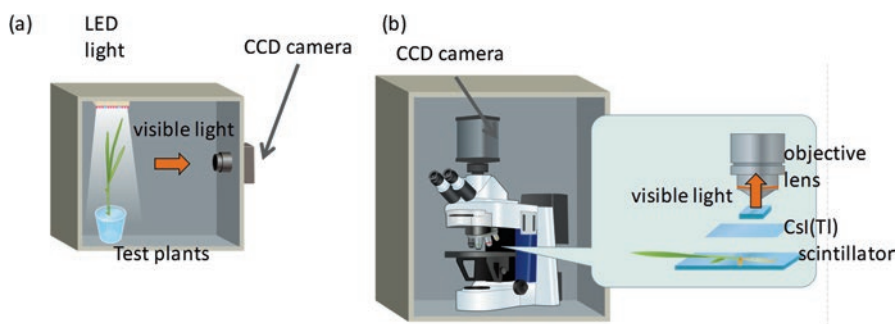 (a)
LED
light
CCD camera
visible light
Test plants
(b)
CCD camera
objective
lens
visible light
CsI(Tl)
scintillator